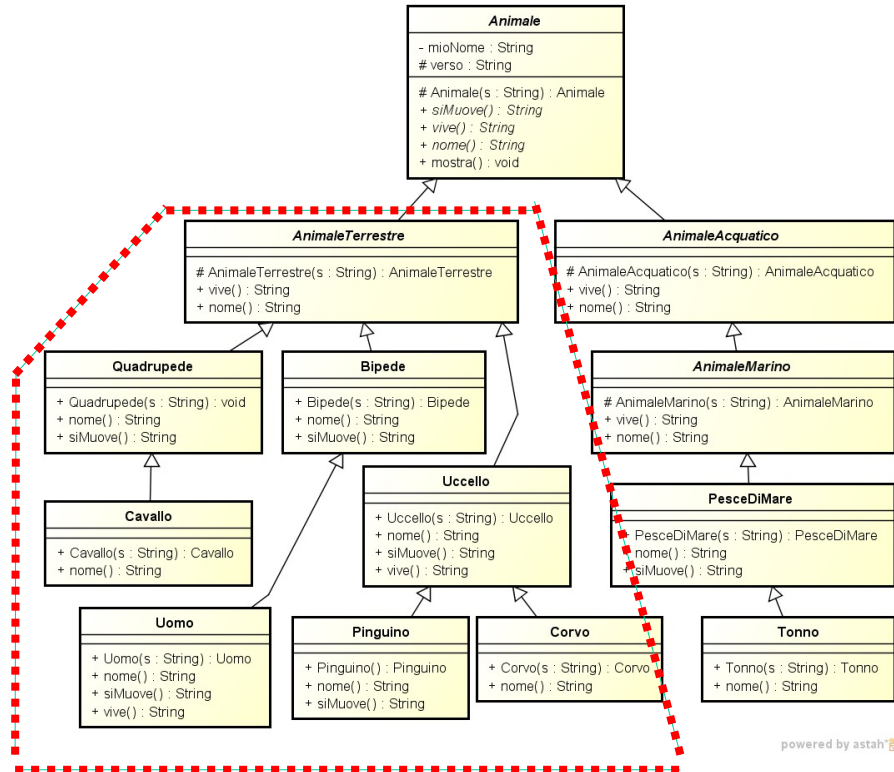 Animale
- mioNome : String
# verso : String
# Animale(s : String) : Animale
+ siMuove() : String
+ vive() : String
+ nome() : String
+ mostra() : void
AnimaleTerrestre
# AnimaleTerrestre(s : String) : AnimaleTerrestre
+ vive() : String
+ nome() : String
AnimaleAcquatico
# AnimaleAcquatico(s : String) : AnimaleAcquatico
+ vive() : String
+ nome() : String
Quadrupede
+ Quadrupede(s : String) : void
+ nome() : String
+ siMuove() : String
Bipede
+ Bipede(s : String) : Bipede
+ nome() : String
+ siMuove() : String
AnimaleMarino
# AnimaleMarino(s : String) : AnimaleMarino
+ vive() : String
+ nome() : String
Uccello
+ Uccello(s : String) : Uccello
+ nome() : String
+ siMuove() : String
+ vive() : String
PesceDiMare
+ PesceDiMare(s : String) : PesceDiMare
nome() : String
+ siMuove() : String
Cavallo
+ Cavallo(s : String) : Cavallo
+ nome() : String
Uomo
+ Uomo(s : String) : Uomo
+ nome() : String
+ siMuove() : String
+ vive() : String
Pinguino
+ Pinguino() : Pinguino
+ nome() : String
+ siMuove() : String
Corvo
+ Corvo(s : String) : Corvo
+ nome() : String
Tonno
+ Tonno(s : String) : Tonno
+ nome() : String
powered by astah*